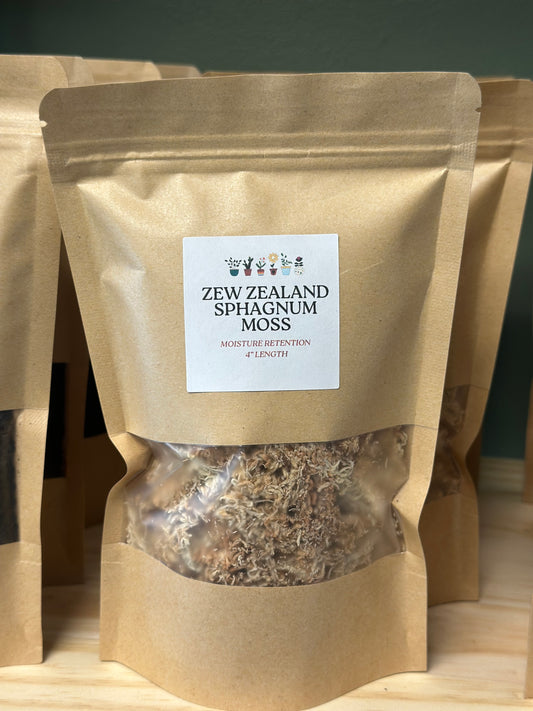 ZEW ZEALAND
SPHAGNUM
MOSS
MOISTURE RETENTION
4" LENGTH